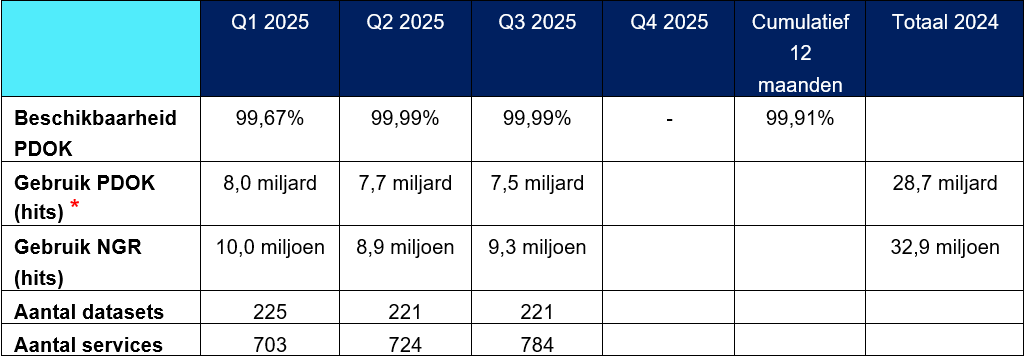 Q1 2025 Q2 2025 Q3 2025 Q4 2025 Cumulatief 12 maanden Totaal 2024
Beschikbaarheid PDOK 99,67% 99,99% 99,99% - 99,91%
Gebruik PDOK (hits) * 8,0 miljard 7,7 miljard 7,5 miljard 28,7 miljard
Gebruik NGR (hits) 10,0 miljoen 8,9 miljoen 9,3 miljoen 32,9 miljoen
Aantal datasets 225 221 221
Aantal services 703 724 784